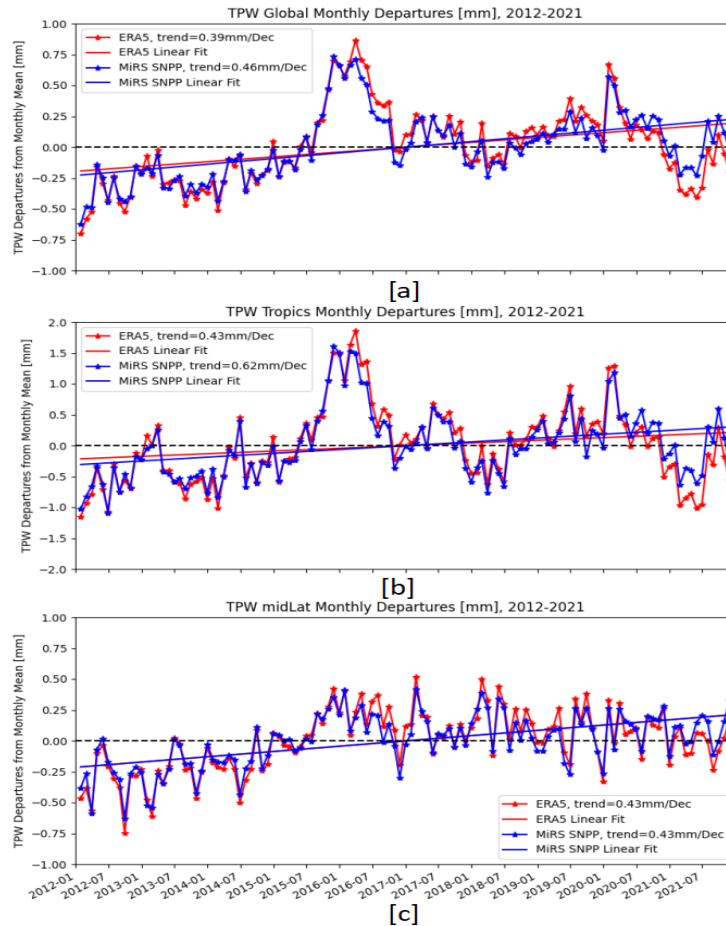 TPW Global Monthly Departures [mm], 2012-2021
TPW Departures from Monthly Mean [mm]
1.00
0.75
0.50
0.25
0.00
−0.25
−0.50
−0.75
−1.00
ERA5, trend=0.39mm/Dec
ERA5 Linear Fit
MiRS SNPP, trend=0.46mm/Dec
MiRS SNPP Linear Fit
[a]
TPW Tropics Monthly Departures [mm], 2012-2021
TPW Departures from Monthly Mean [mm]
2.0
1.5
1.0
0.5
0.0
−0.5
−1.0
−1.5
−2.0
ERA5, trend=0.43mm/Dec
ERA5 Linear Fit
MiRS SNPP, trend=0.62mm/Dec
MiRS SNPP Linear Fit
[b]
TPW midLat Monthly Departures [mm], 2012-2021
TPW Departures from Monthly Mean [mm]
1.00
0.75
0.50
0.25
0.00
−0.25
−0.50
−0.75
−1.00
ERA5, trend=0.43mm/Dec
ERA5 Linear Fit
MiRS SNPP, trend=0.43mm/Dec
MiRS SNPP Linear Fit
2012-01
2012-07
2013-01
2013-07
2014-01
2014-07
2015-01
2015-07
2016-01
2016-07
2017-01
2017-07
2018-01
2018-07
2019-01
2019-07
2020-01
2020-07
2021-01
2021-07
[c]